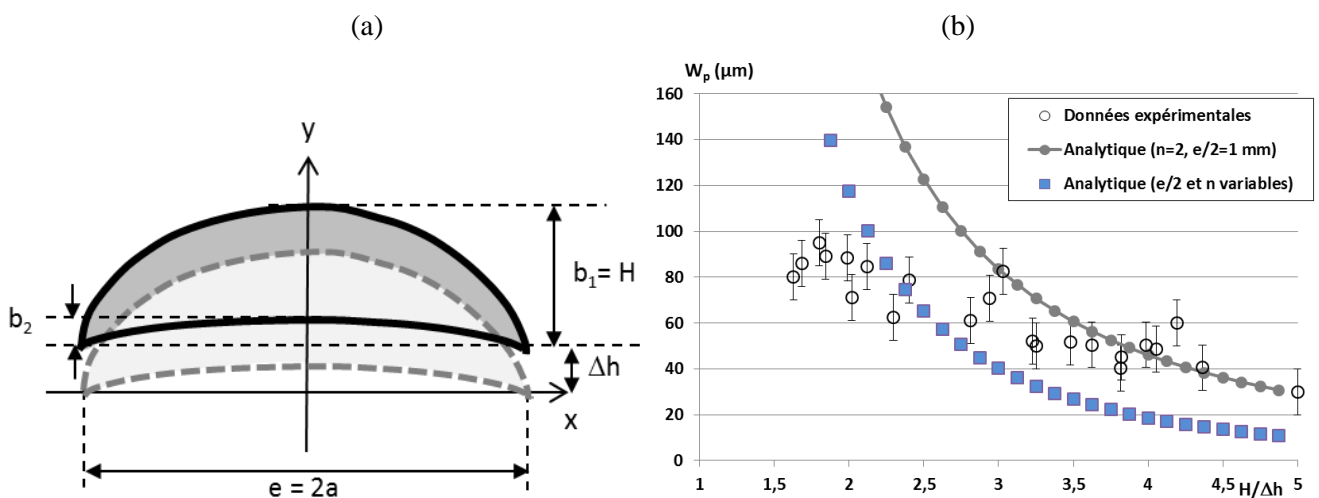 (a)
(b)
y
b₁= H
b₂
Δh
x
e = 2a
Wₚ (µm)
160
140
120
100
80
60
40
20
0
1
1,5
2
2,5
3
3,5
4
4,5
5
H/Δh
Données expérimentales
Analytique (n=2, e/2=1 mm)
Analytique (e/2 et n variables)